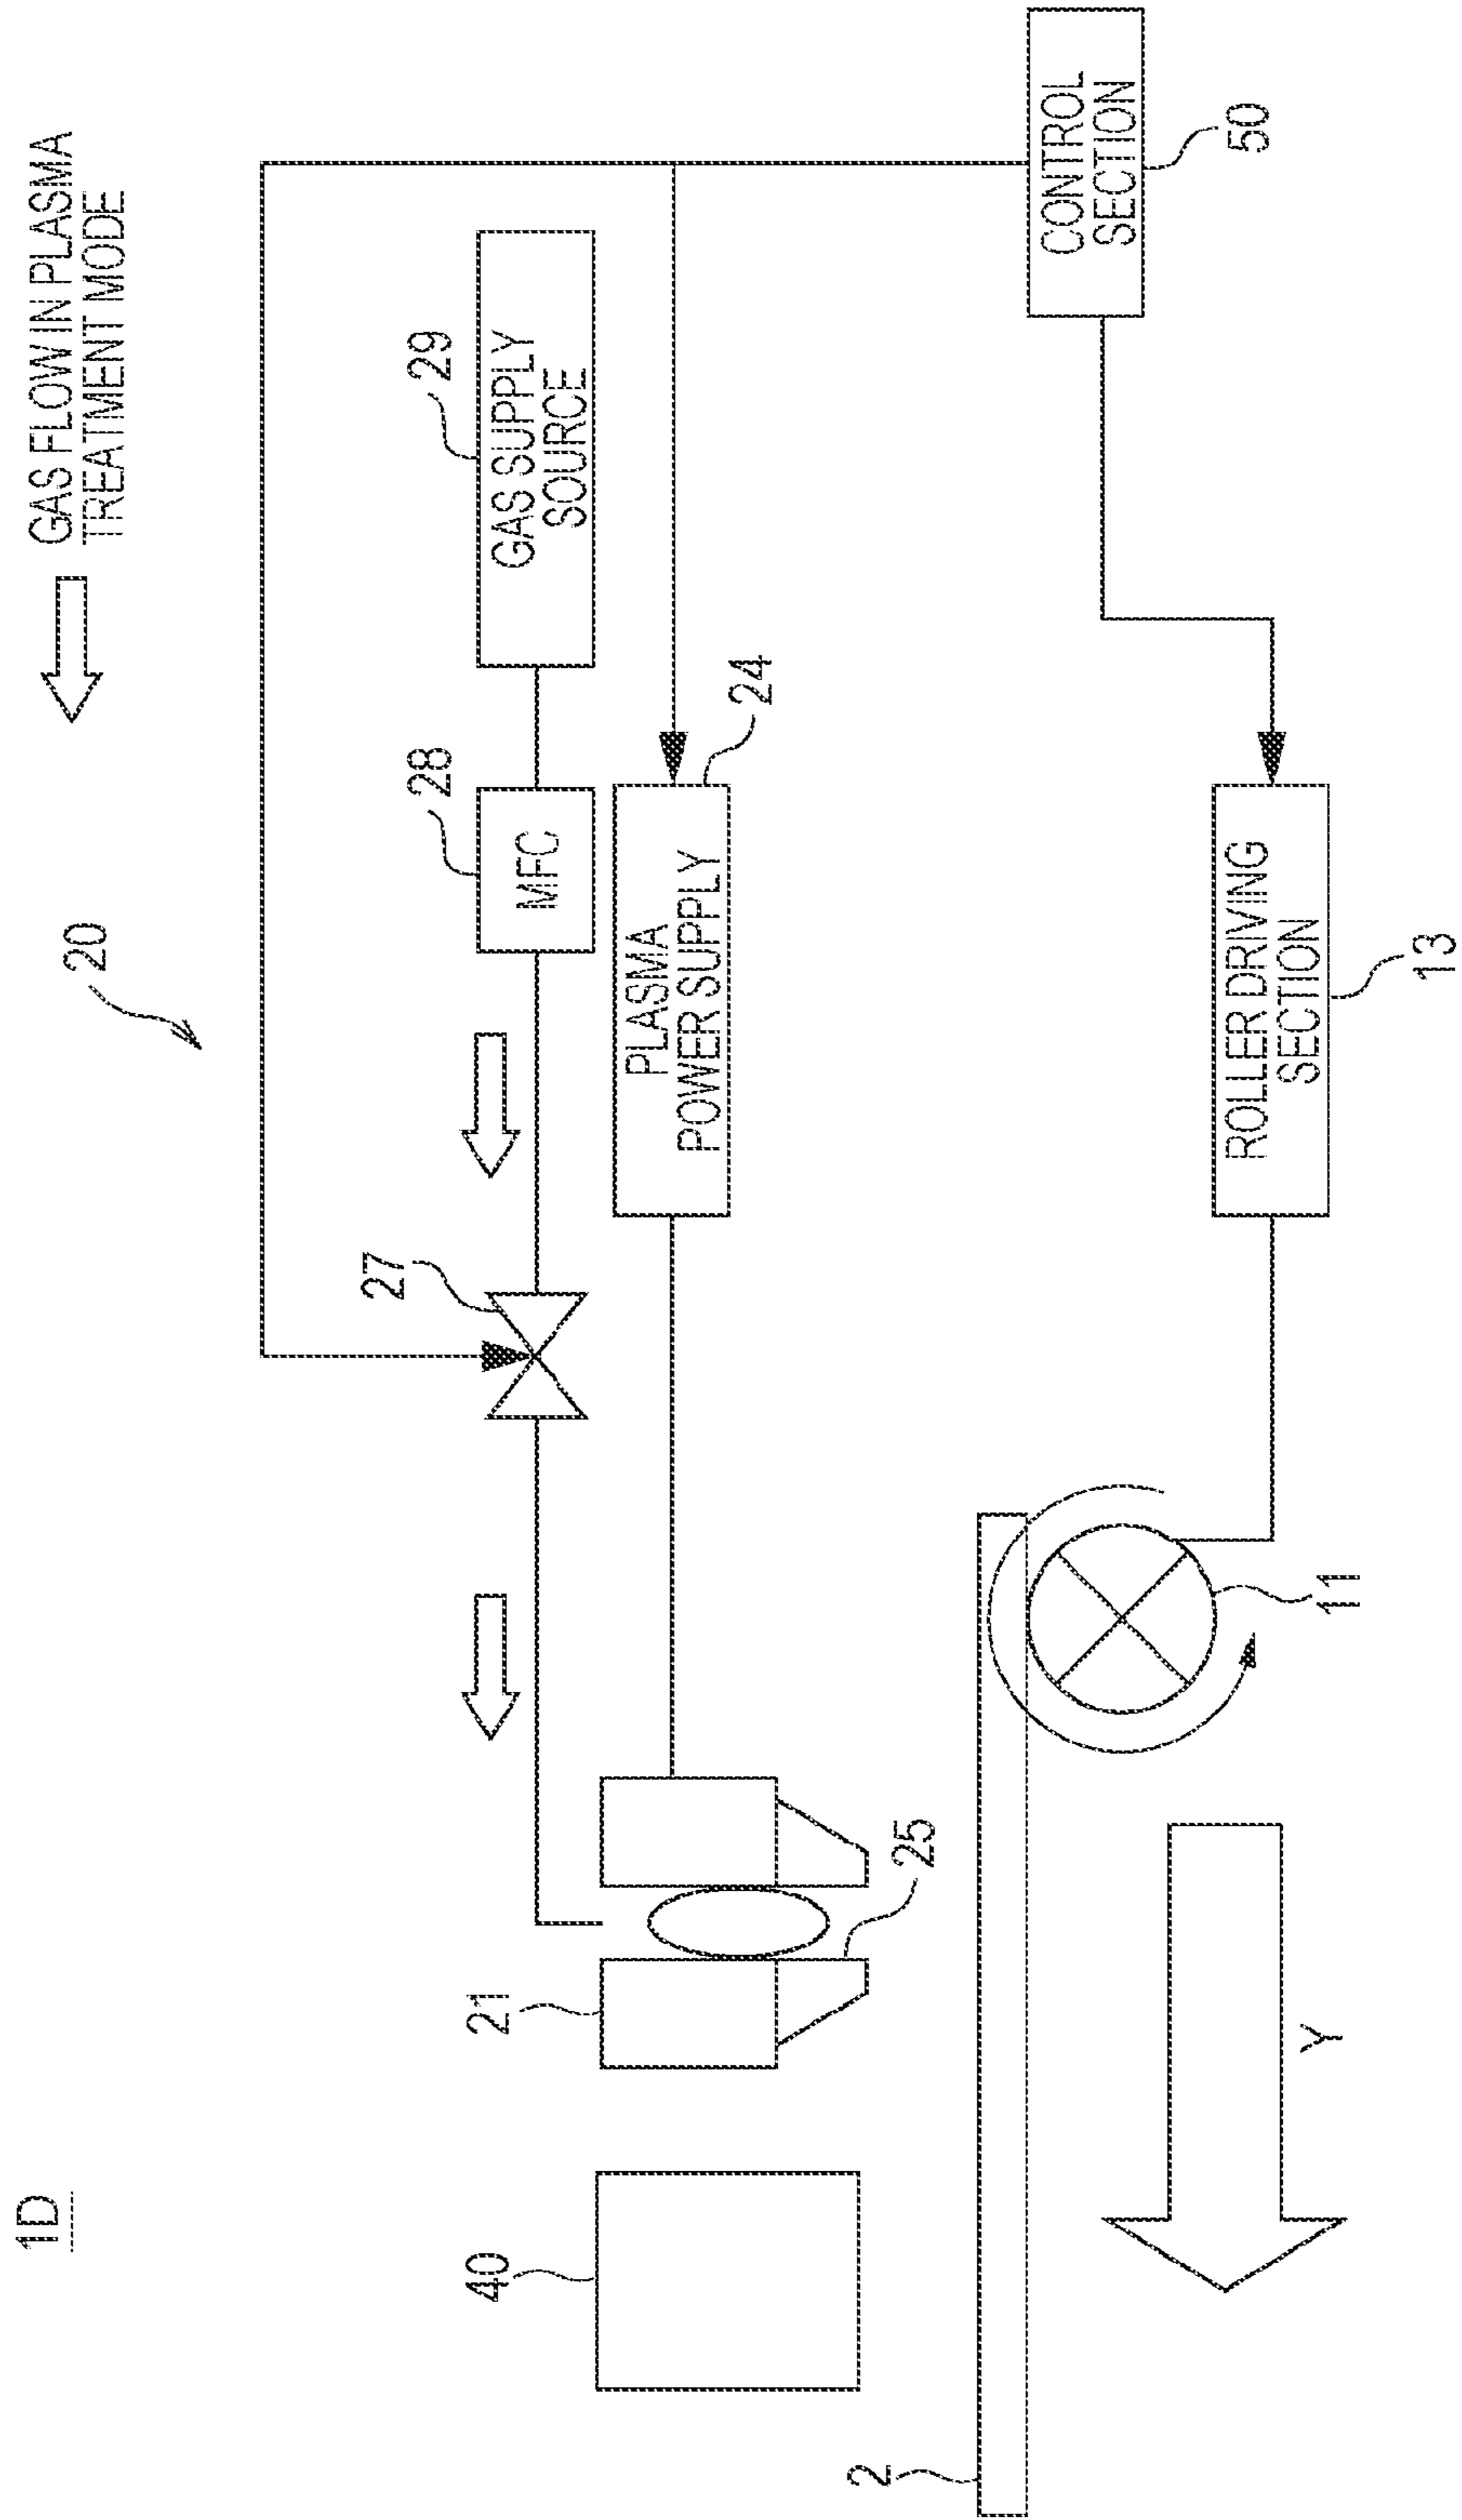 1D
GAS FLOW IN PLASMA
TREATMENT MODE
20
27
28
29
MFC
GAS SUPPLY
SOURCE
40
21
PLASMA
POWER SUPPLY
24
25
2
CONTROL
SECTION
50
11
ROLLER DRIVING
SECTION
13
Y